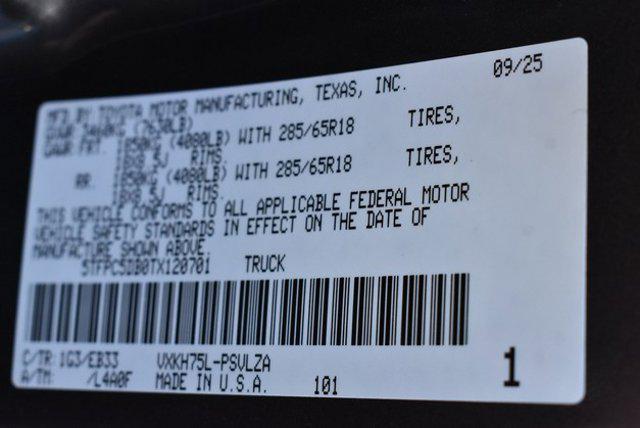 09/25
MFD.BY:TOYOTA MOTOR MANUFACTURING, TEXAS, INC.
GVWR 3460KG (7630LB)
GAWR FRT. 1850KG (4080LB) WITH 285/65R18 TIRES,
18X8.5J RIMS,
RR. 1850KG (4080LB) WITH 285/65R18 TIRES,
18X8.5J RIMS
THIS VEHICLE CONFORMS TO ALL APPLICABLE FEDERAL MOTOR
VEHICLE SAFETY STANDARDS IN EFFECT ON THE DATE OF
MANUFACTURE SHOWN ABOVE.
TRUCK
C/TR: 1G3/EB33 VXKH75L-PSVLZA
A/TM: /L4A0F MADE IN U.S.A. 101
1